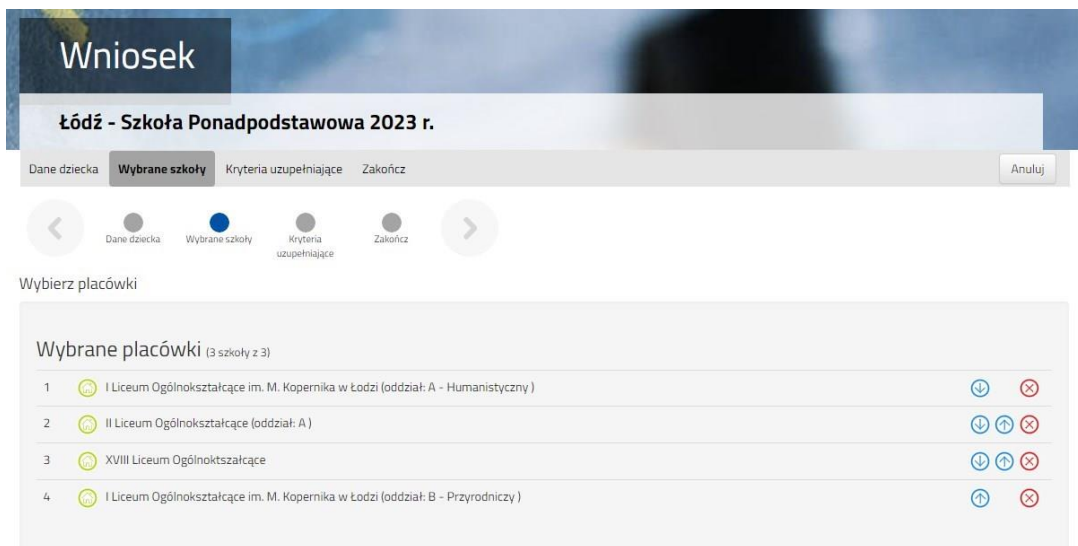 Wniosek
Łódź - Szkoła Ponadpodstawowa 2023 r.
Dane dziecka Wybrane szkoły Kryteria uzupełniające Zakończ Anuluj
Dane dziecka Wybrane szkoły Kryteria uzupełniające Zakończ
Wybierz placówki
Wybrane placówki (3 szkoły z 3)
1 I Liceum Ogólnokształcące im. M. Kopernika w Łodzi (oddział: A - Humanistyczny )
2 II Liceum Ogólnokształcące (oddział: A )
3 XVIII Liceum Ogólnoktszałcące
4 I Liceum Ogólnokształcące im. M. Kopernika w Łodzi (oddział: B - Przyrodniczy )